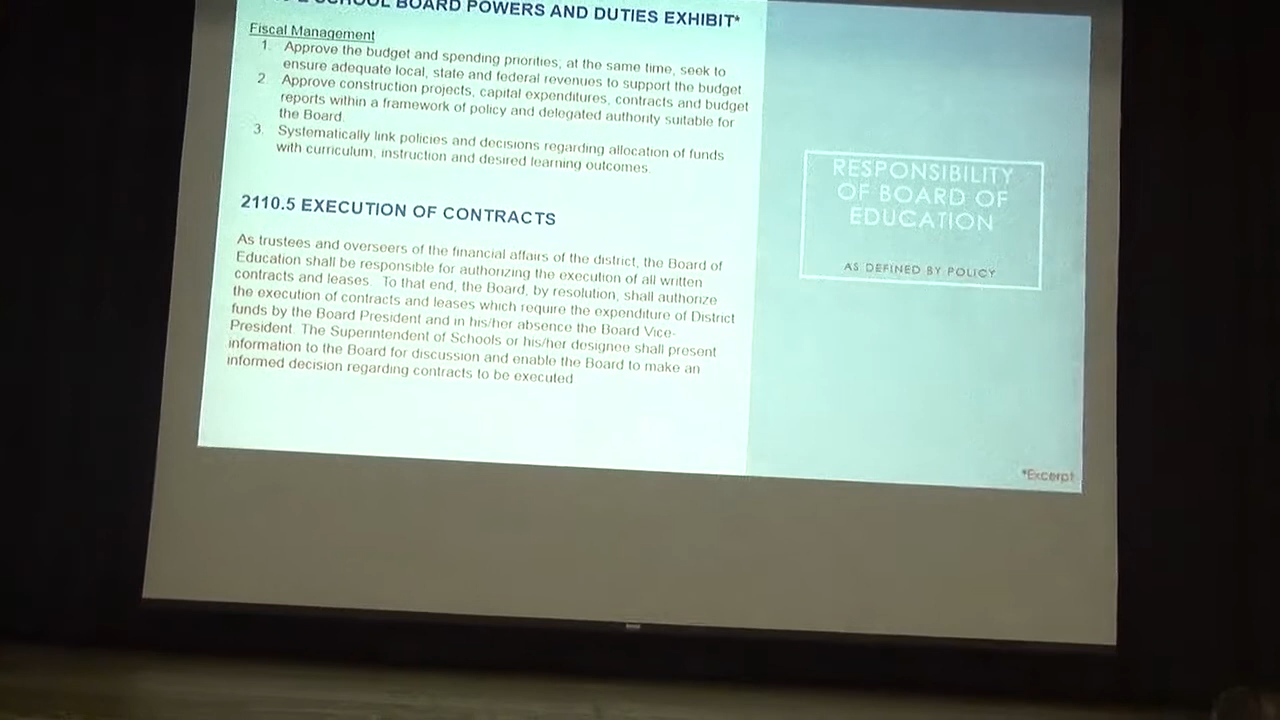 SCHOOL BOARD POWERS AND DUTIES EXHIBIT*
Fiscal Management
1. Approve the budget and spending priorities; at the same time, seek to
ensure adequate local, state and federal revenues to support the budget.
2. Approve construction projects, capital expenditures, contracts and budget
reports within a framework of policy and delegated authority suitable for
the Board.
3. Systematically link policies and decisions regarding allocation of funds
with curriculum, instruction and desired learning outcomes.
2110.5 EXECUTION OF CONTRACTS
As trustees and overseers of the financial affairs of the district, the Board of
Education shall be responsible for authorizing the execution of all written
contracts and leases. To that end, the Board, by resolution, shall authorize
the execution of contracts and leases which require the expenditure of District
funds by the Board President and in his/her absence the Board Vice-
President. The Superintendent of Schools or his/her designee shall present
information to the Board for discussion and enable the Board to make an
informed decision regarding contracts to be executed
RESPONSIBILITY
OF BOARD OF
EDUCATION
AS DEFINED BY POLICY
*Excerpt